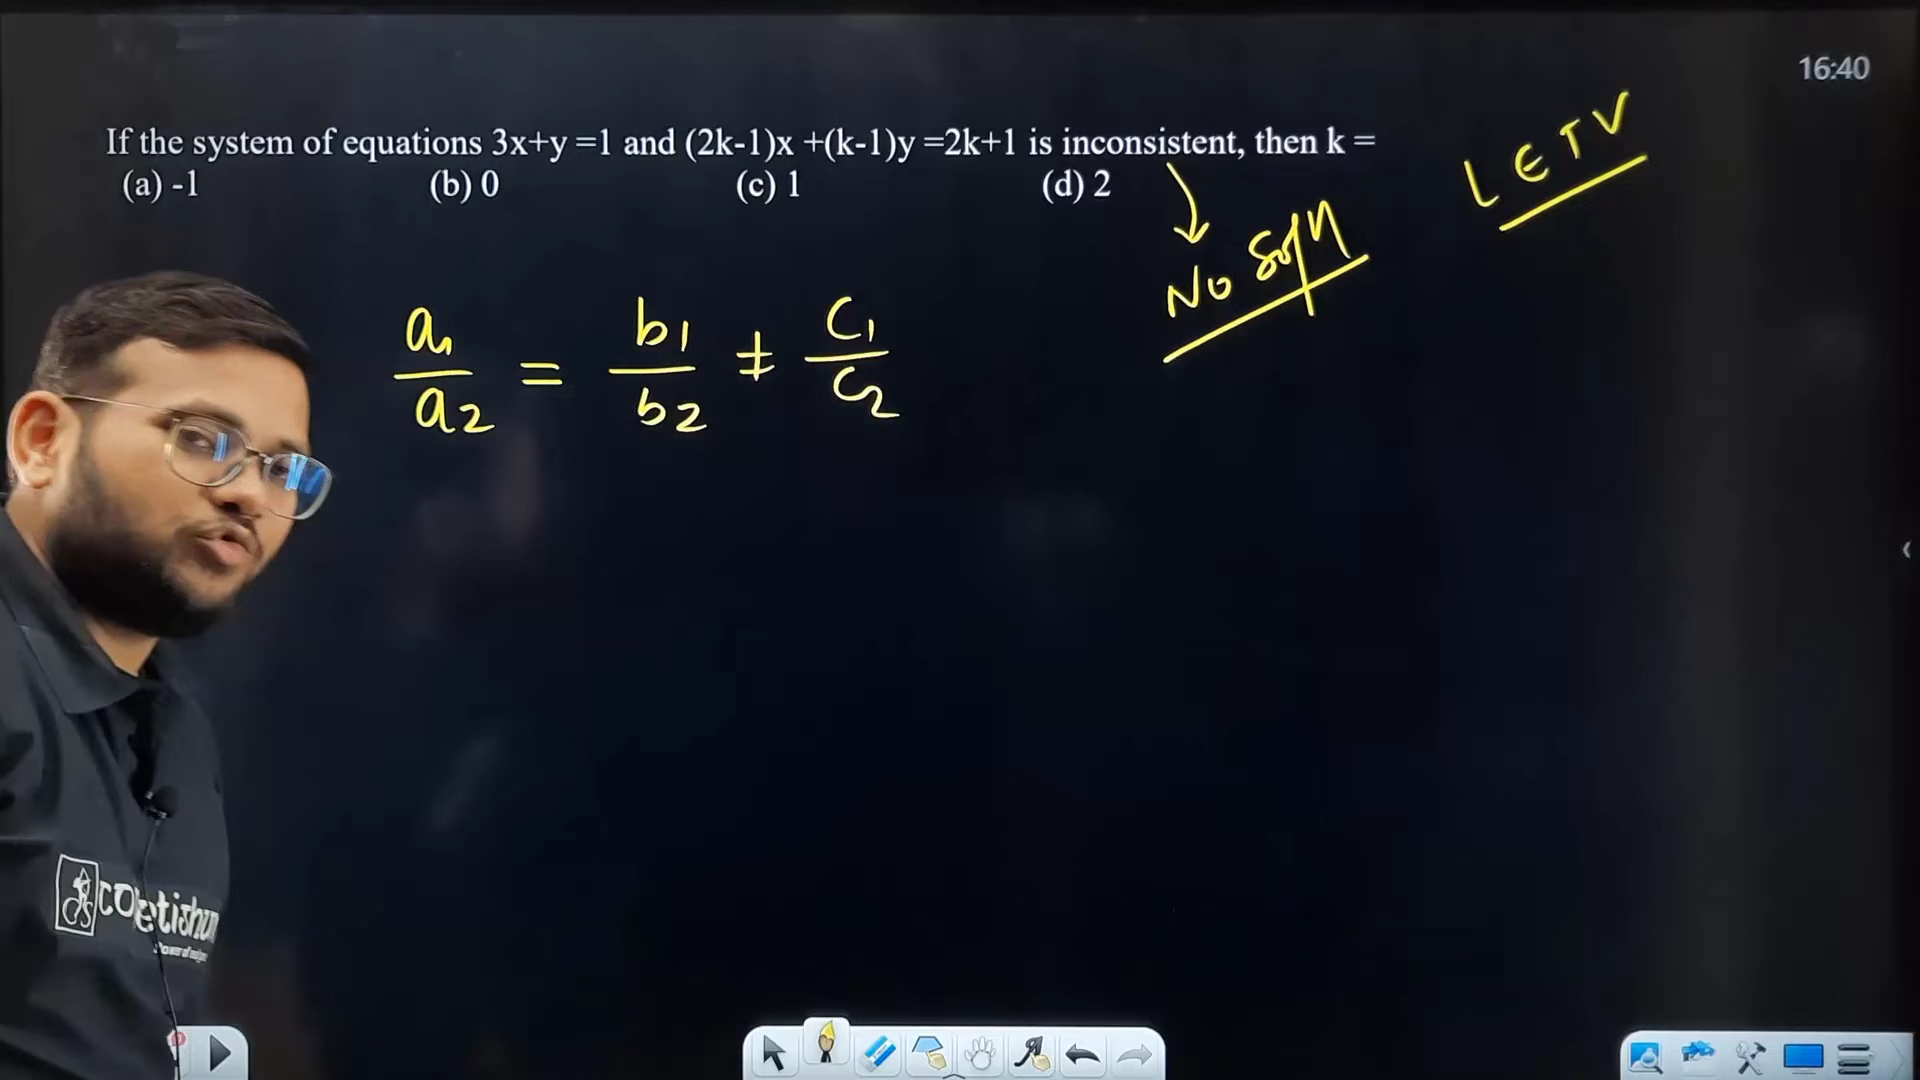 16:40
If the system of equations 3x+y =1 and (2k-1)x +(k-1)y =2k+1 is inconsistent, then k =
(a) -1 (b) 0 (c) 1 (d) 2
LETV
No Sol^n
a1/a2 = b1/b2 ≠ c1/c2